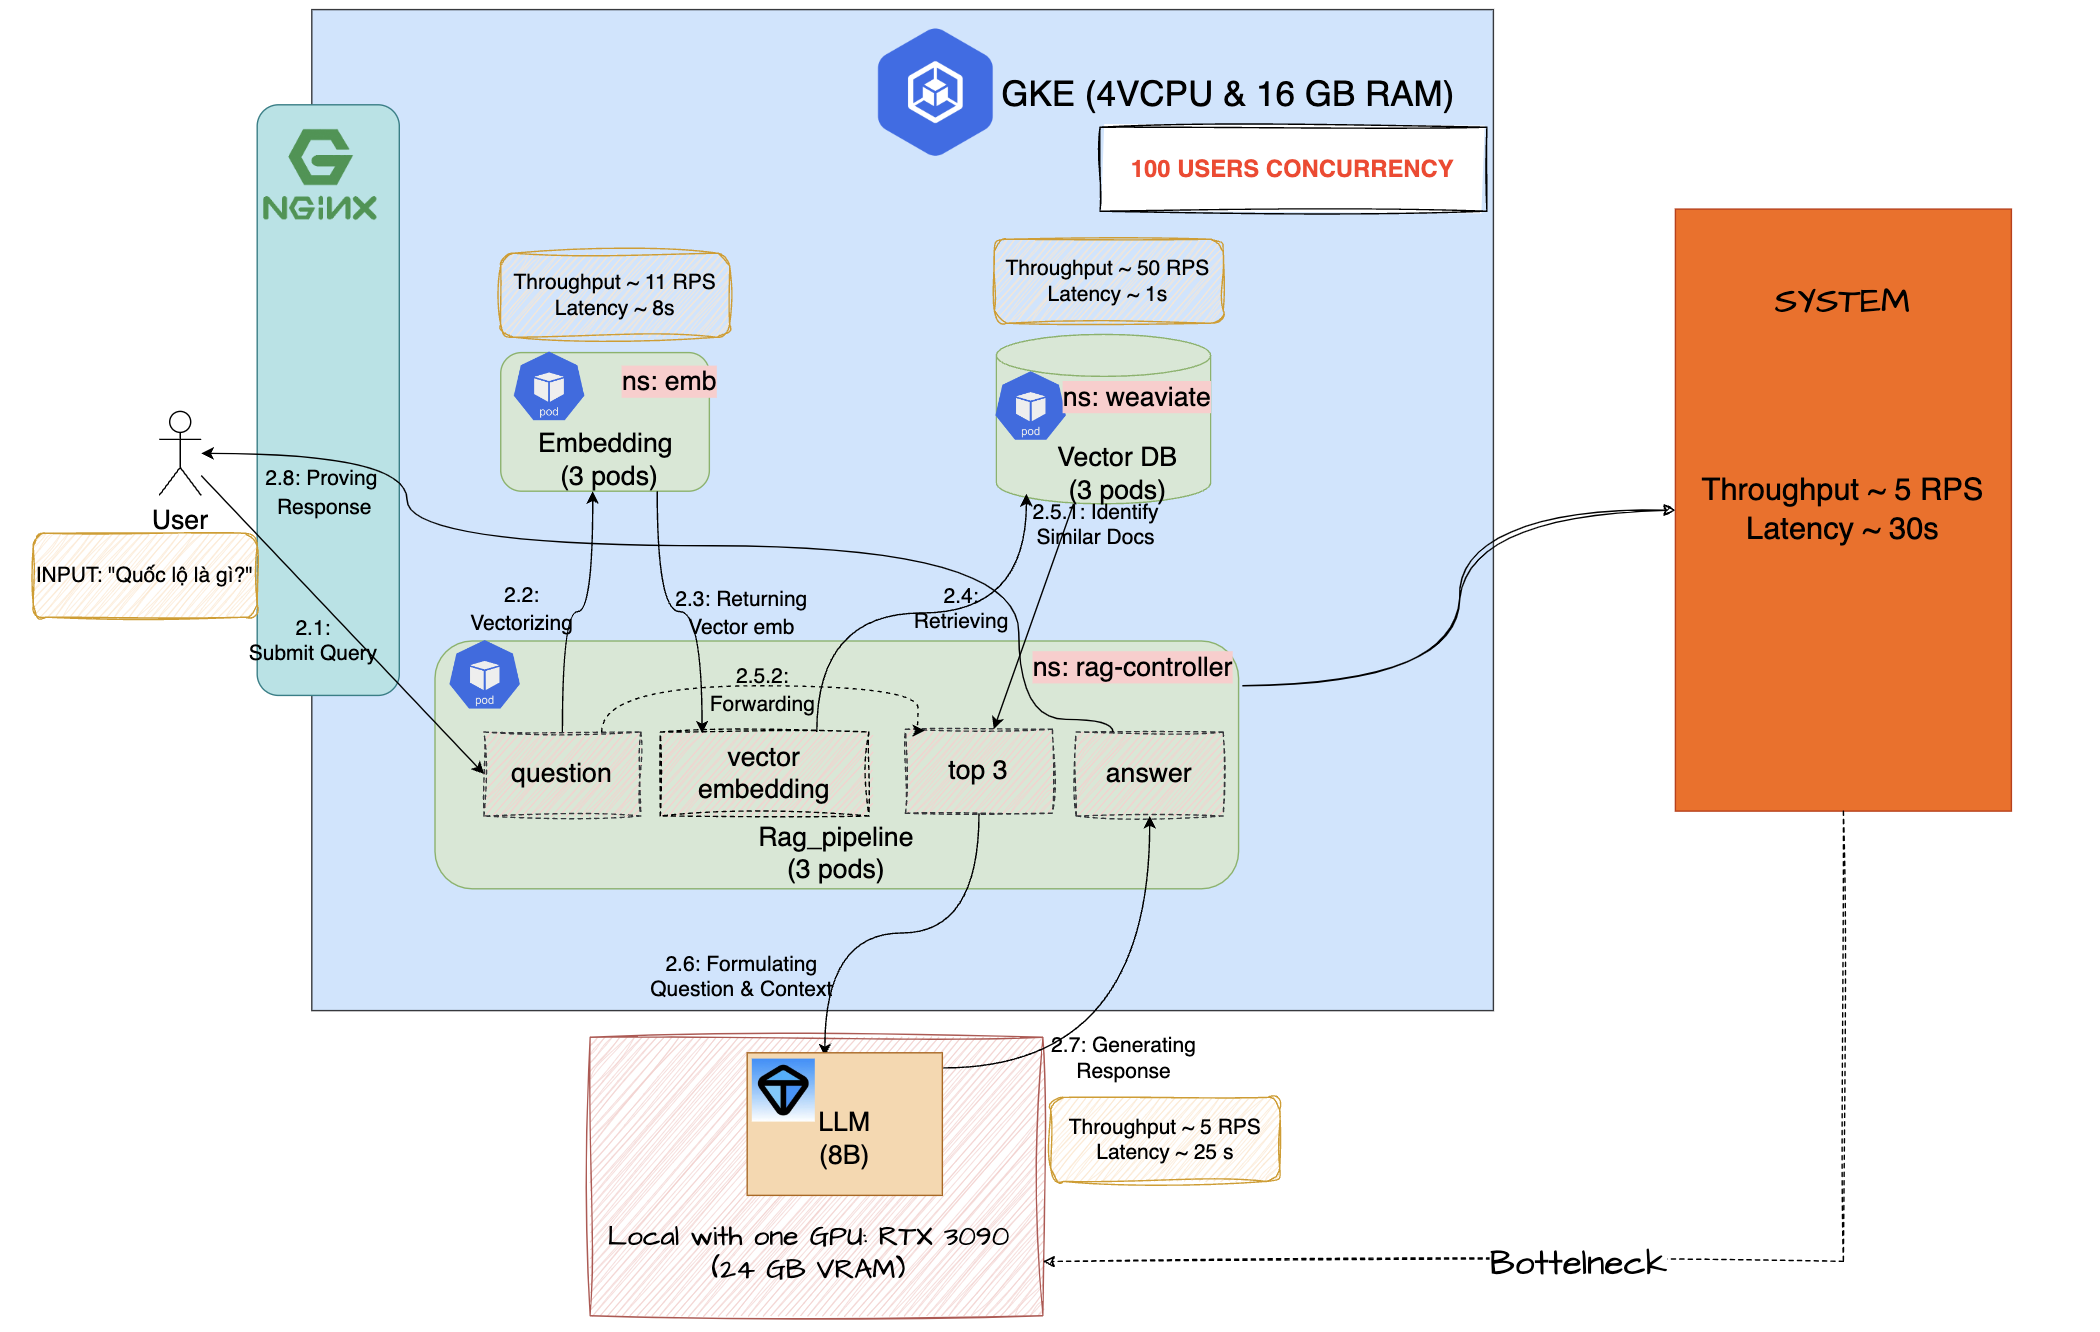 GKE (4VCPU & 16 GB RAM)
100 USERS CONCURRENCY
NGINX
Throughput ~ 11 RPS
Latency ~ 8s
Throughput ~ 50 RPS
Latency ~ 1s
SYSTEM
Throughput ~ 5 RPS
Latency ~ 30s
pod
ns: emb
Embedding
(3 pods)
pod
ns: weaviate
Vector DB
(3 pods)
2.8: Proving
Response
User
INPUT: "Quốc lộ là gì?"
2.1:
Submit Query
2.2:
Vectorizing
2.3: Returning
Vector emb
2.4:
Retrieving
2.5.1: Identify
Similar Docs
pod
ns: rag-controller
2.5.2:
Forwarding
question
vector
embedding
top 3
answer
Rag_pipeline
(3 pods)
2.6: Formulating
Question & Context
2.7: Generating
Response
LLM
(8B)
Throughput ~ 5 RPS
Latency ~ 25 s
Local with one GPU: RTX 3090
(24 GB VRAM)
Bottelneck